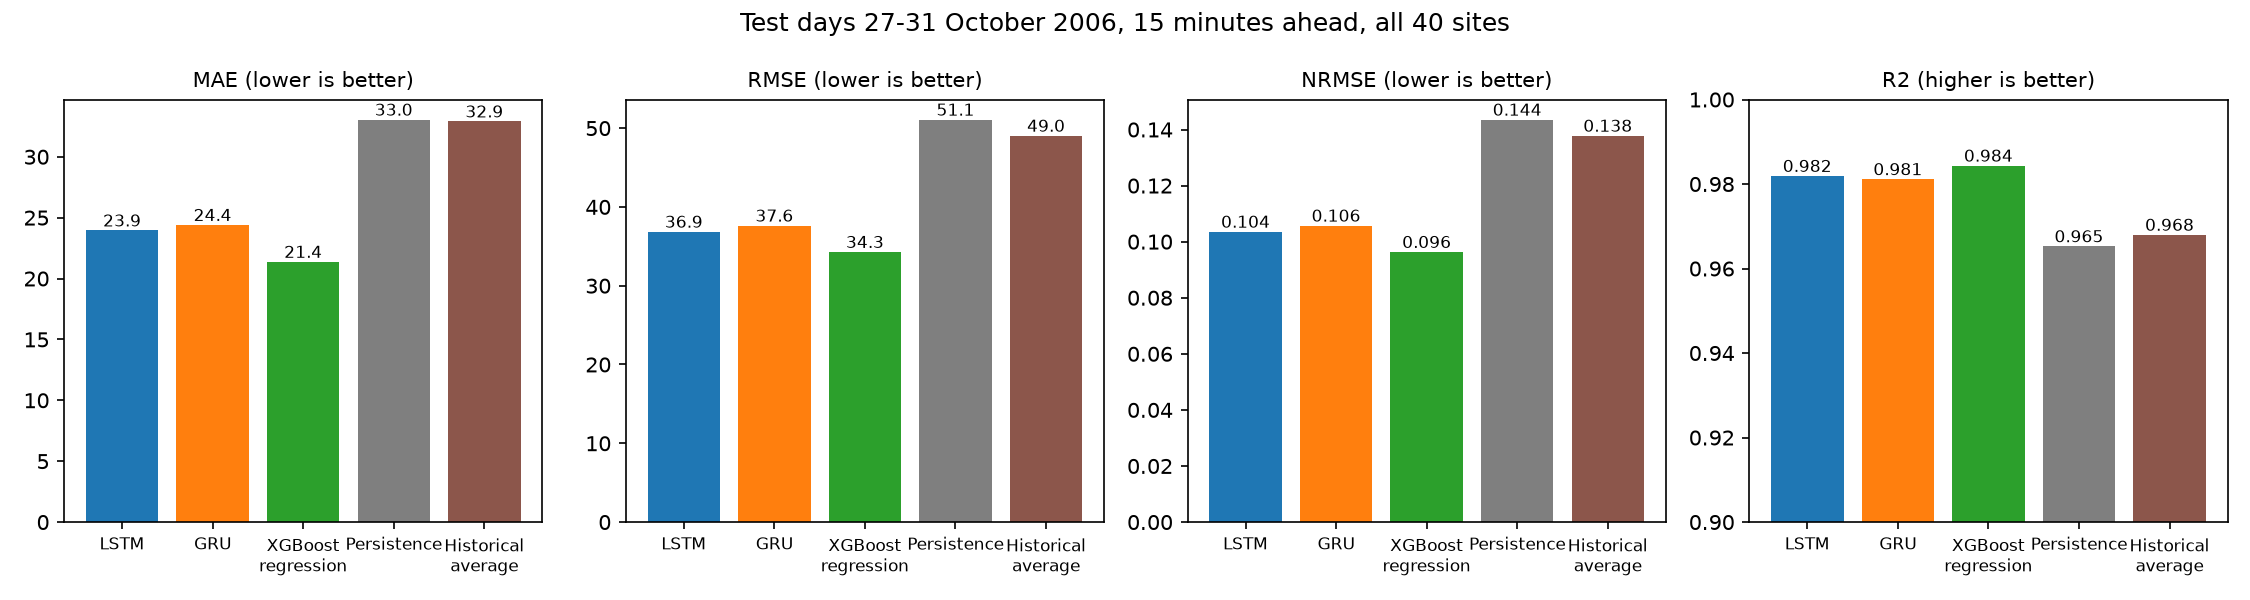 Test days 27-31 October 2006, 15 minutes ahead, all 40 sites
MAE (lower is better)
33.0
32.9
23.9
24.4
21.4
30
25
20
15
10
5
0
LSTM
GRU
XGBoost
regression
Persistence
Historical
average
RMSE (lower is better)
51.1
49.0
36.9
37.6
34.3
50
40
30
20
10
0
LSTM
GRU
XGBoost
regression
Persistence
Historical
average
NRMSE (lower is better)
0.144
0.138
0.104
0.106
0.096
0.14
0.12
0.10
0.08
0.06
0.04
0.02
0.00
LSTM
GRU
XGBoost
regression
Persistence
Historical
average
R2 (higher is better)
0.982
0.981
0.984
0.965
0.968
1.00
0.98
0.96
0.94
0.92
0.90
LSTM
GRU
XGBoost
regression
Persistence
Historical
average